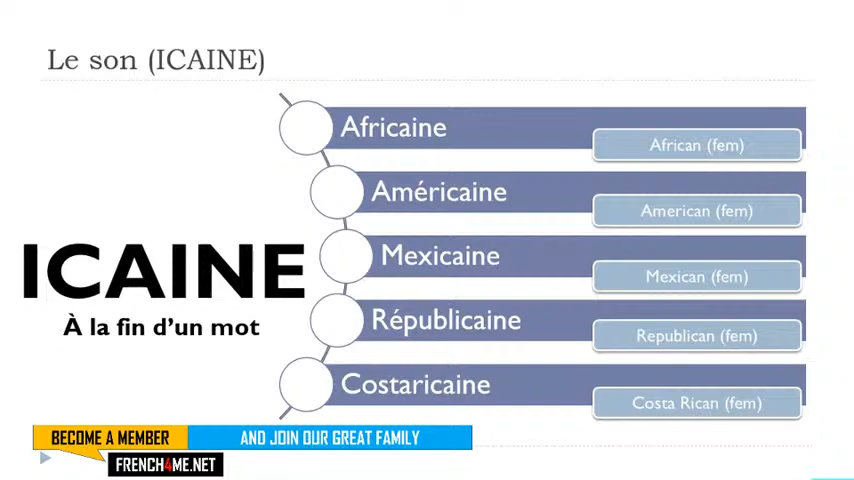 Le son (ICAINE)
ICAINE
À la fin d'un mot
Africaine
African (fem)
Américaine
American (fem)
Mexicaine
Mexican (fem)
Républicaine
Republican (fem)
Costaricaine
Costa Rican (fem)
BECOME A MEMBER
AND JOIN OUR GREAT FAMILY
FRENCH4ME.NET